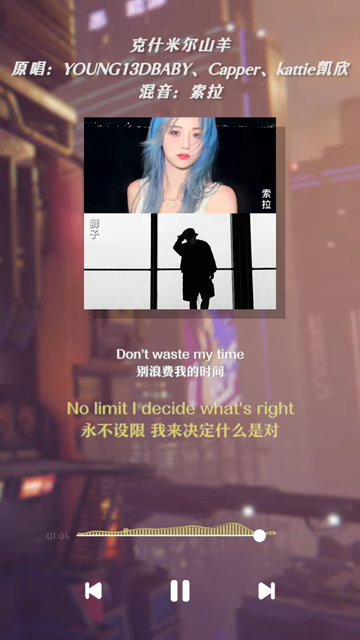 克什米尔山羊
原唱：YOUNG13DBABY、Capper、kattie凯欣
混音：索拉
索拉
狮子
Don't waste my time
别浪费我的时间
No limit I decide what's right
永不设限 我来决定什么是对
01:04